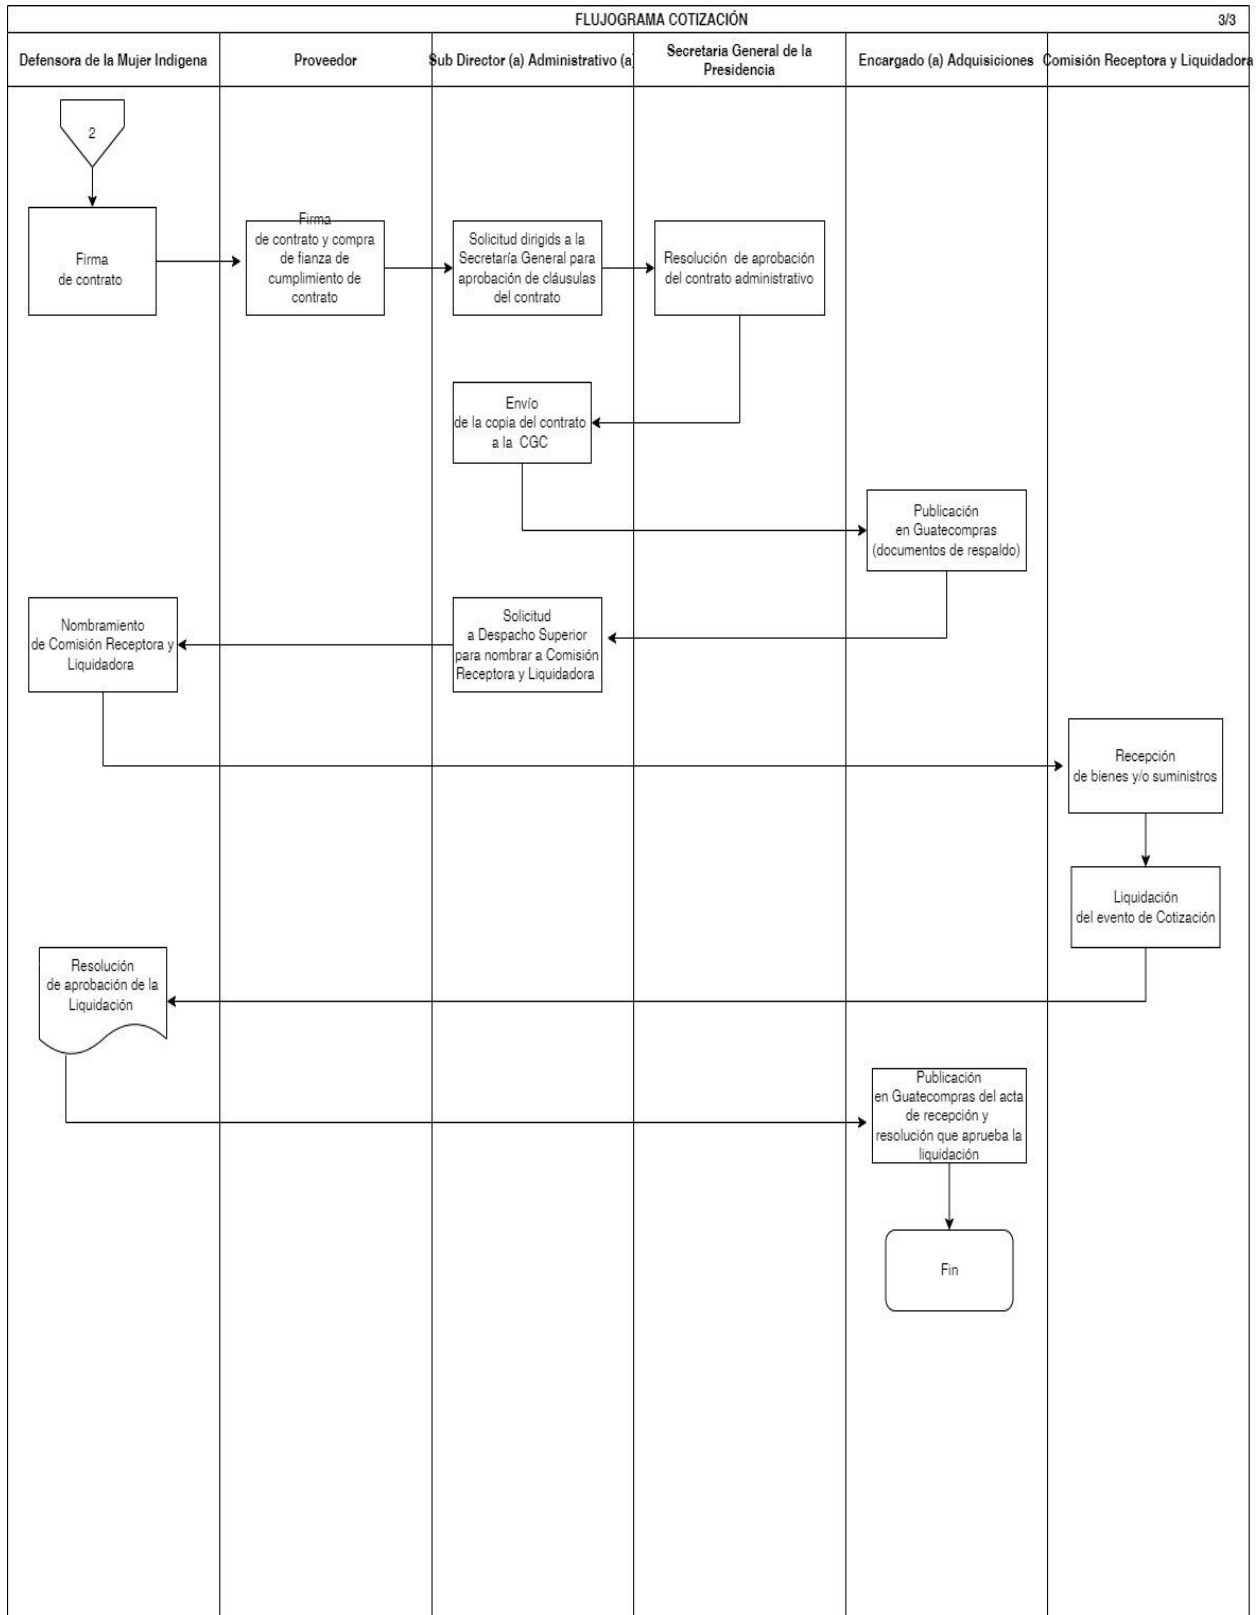 FLUJOGRAMA COTIZACIÓN
3/3
Defensora de la Mujer Indigena
Proveedor
Sub Director (a) Administrativo (a)
Secretaria General de la
Presidencia
Encargado (a) Adquisiciones
Comisión Receptora y Liquidadora
2
Firma
de contrato
Firma
de contrato y compra
de fianza de
cumplimiento de
contrato
Solicitud dirigids a la
Secretaría General para
aprobación de cláusulas
del contrato
Resolución de aprobación
del contrato administrativo
Envío
de la copia del contrato
a la CGC
Publicación
en Guatecompras
(documentos de respaldo)
Solicitud
a Despacho Superior
para nombrar a Comisión
Receptora y Liquidadora
Nombramiento
de Comisión Receptora y
Liquidadora
Recepción
de bienes y/o suministros
Liquidación
del evento de Cotización
Resolución
de aprobación de la
Liquidación
Publicación
en Guatecompras del acta
de recepción y
resolución que aprueba la
liquidación
Fin